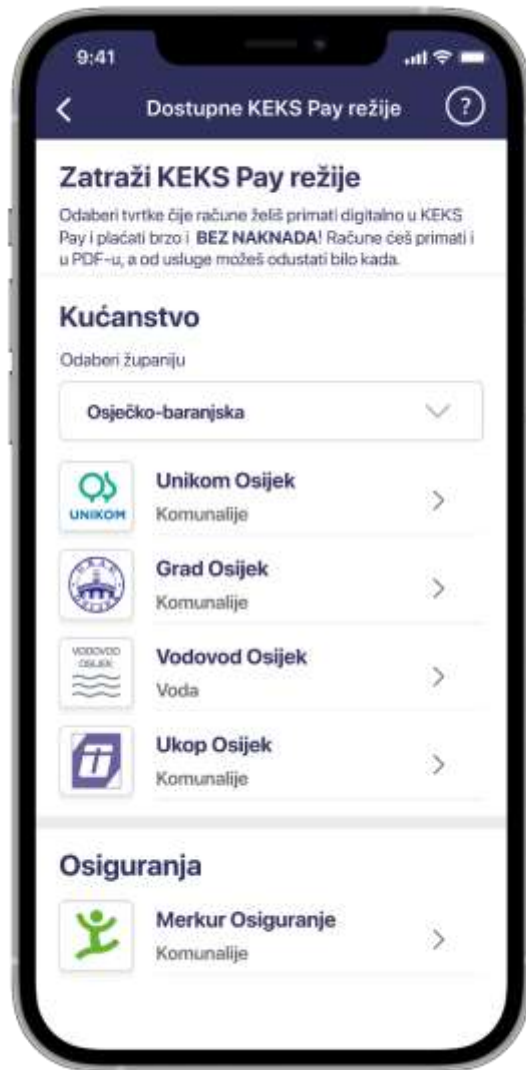 9:41
Dostupne KEKS Pay režije
?
Zatraži KEKS Pay režije
Odaberi tvrtke čije račune želiš primati digitalno u KEKS
Pay i plaćati brzo i BEZ NAKNADA! Račune ćeš primati i
u PDF-u, a od usluge možeš odustati bilo kada.
Kućanstvo
Odaberi županiju
Osječko-baranjska
UNIKOM
Unikom Osijek
Komunalije
GRAD
OSIJEK
Grad Osijek
Komunalije
VODOVOD
OSIJEK
Vodovod Osijek
Voda
Ukop Osijek
Komunalije
Osiguranja
Merkur Osiguranje
Komunalije